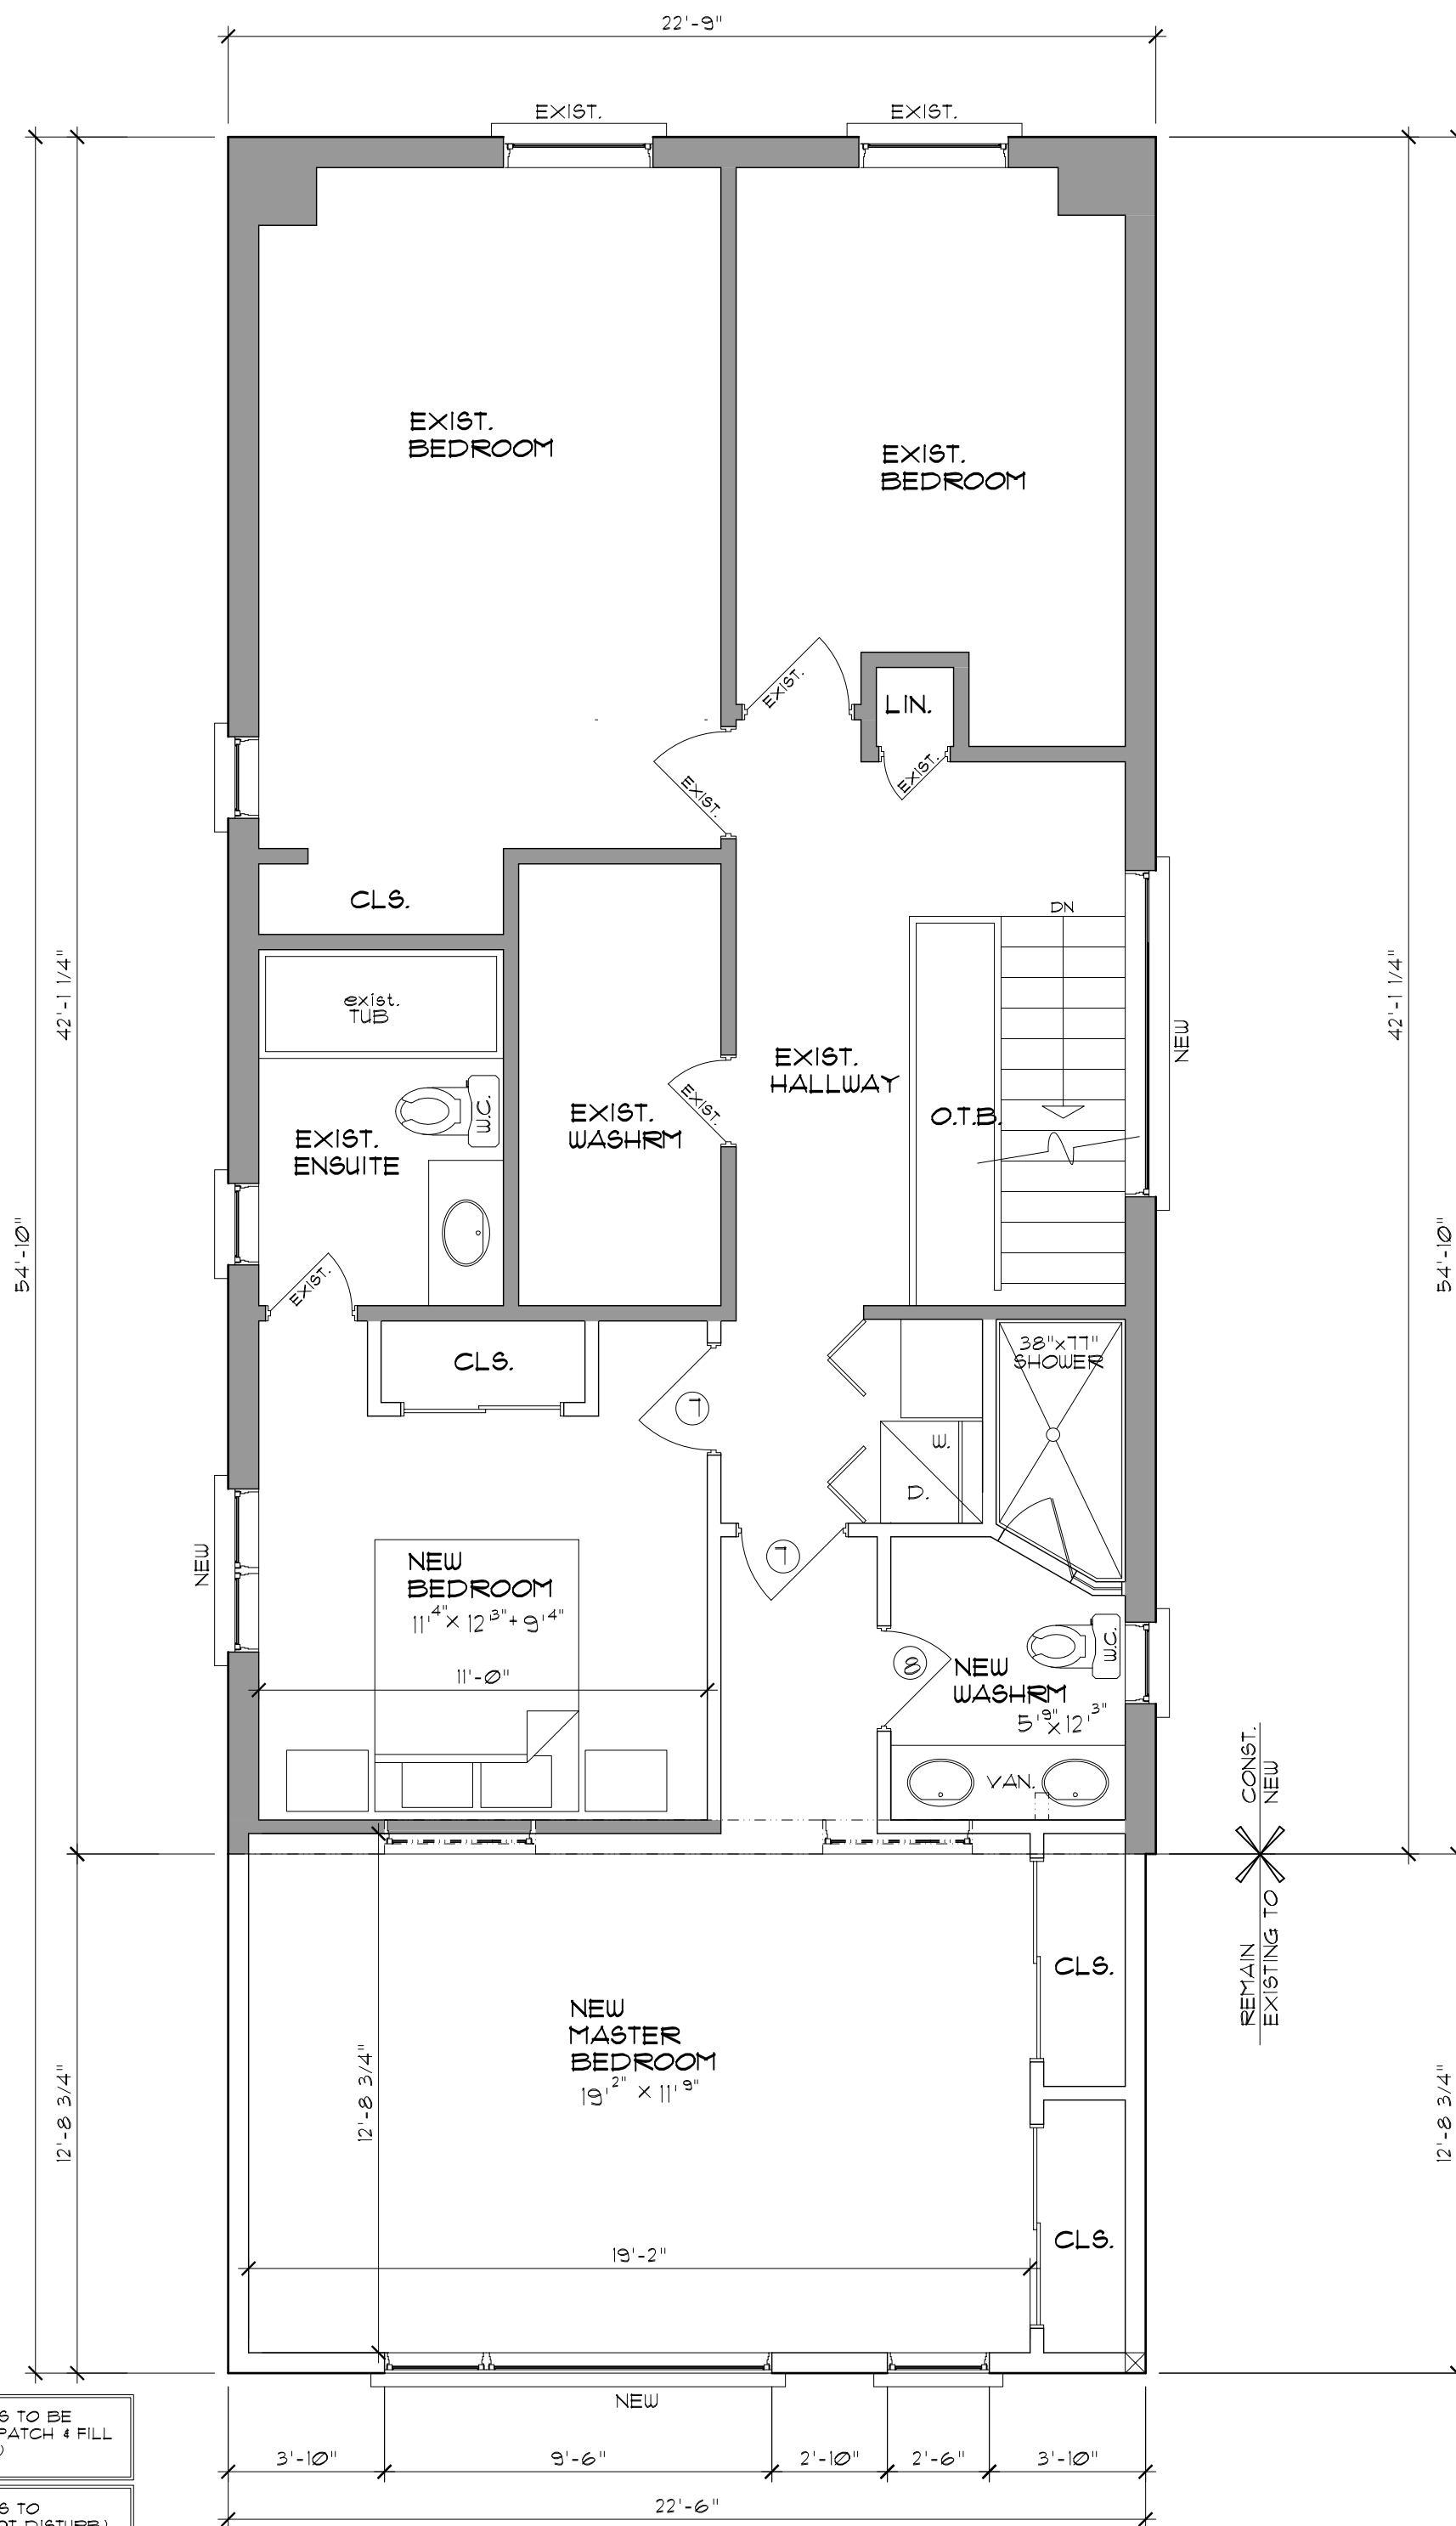 22'-9"
EXIST.
EXIST.
EXIST.
BEDROOM
EXIST.
BEDROOM
EXIST.
LIN.
EXIST.
EXIST.
CLS.
DN
exist.
TUB
42'-1 1/4"
42'-1 1/4"
NEW
EXIST.
HALLWAY
O.T.B.
W.C.
EXIST.
WASHRM
EXIST.
EXIST.
ENSUITE
54'-10"
54'-10"
EXIST.
CLS.
38"x77"
SHOWER
7
W.
D.
7
NEW
NEW
BEDROOM
11'4" x 12'3" + 9'4"
11'-0"
8
NEW
WASHRM
5'9" x 12'3"
W.C.
VAN.
CONST.
NEW
REMAIN
EXISTING TO
CLS.
NEW
MASTER
BEDROOM
19'2" x 11'9"
12'-8 3/4"
12'-8 3/4"
12'-8 3/4"
CLS.
19'-2"
NEW
S TO BE
PATCH & FILL
3'-10"
9'-6"
2'-10"
2'-6"
3'-10"
22'-6"
S TO